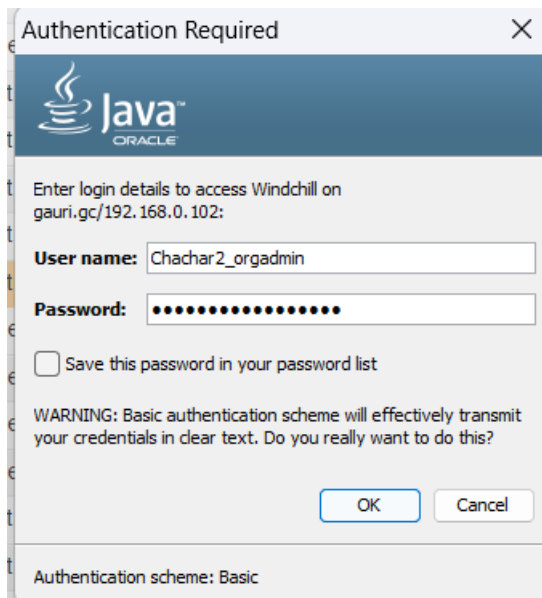 Authentication Required
Java™
ORACLE
Enter login details to access Windchill on
gauri.gc/192.168.0.102:
User name: Chachar2_orgadmin
Password: •••••••••••••••••
Save this password in your password list
WARNING: Basic authentication scheme will effectively transmit
your credentials in clear text. Do you really want to do this?
OK Cancel
Authentication scheme: Basic